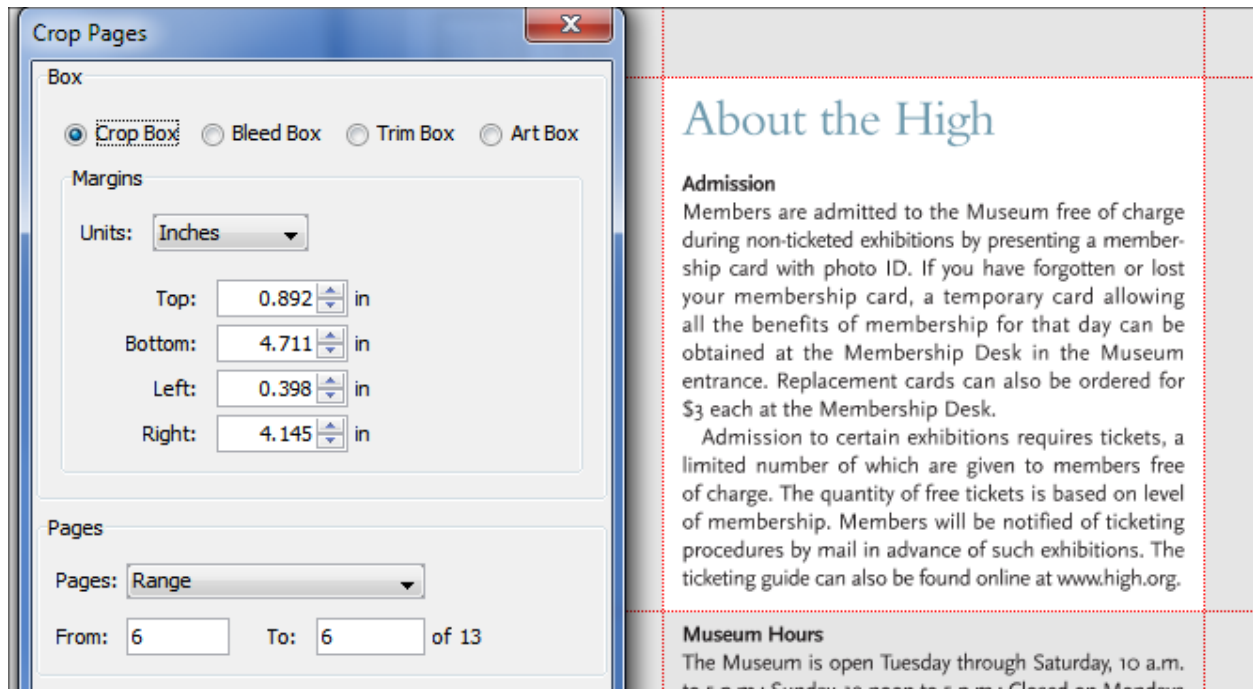 Crop Pages
Box
Crop Box Bleed Box Trim Box Art Box
Margins
Units: Inches
Top: 0.892 in
Bottom: 4.711 in
Left: 0.398 in
Right: 4.145 in
Pages
Pages: Range
From: 6 To: 6 of 13
About the High
Admission
Members are admitted to the Museum free of charge
during non-ticketed exhibitions by presenting a member-
ship card with photo ID. If you have forgotten or lost
your membership card, a temporary card allowing
all the benefits of membership for that day can be
obtained at the Membership Desk in the Museum
entrance. Replacement cards can also be ordered for
$3 each at the Membership Desk.
Admission to certain exhibitions requires tickets, a
limited number of which are given to members free
of charge. The quantity of free tickets is based on level
of membership. Members will be notified of ticketing
procedures by mail in advance of such exhibitions. The
ticketing guide can also be found online at www.high.org.
Museum Hours
The Museum is open Tuesday through Saturday, 10 a.m.